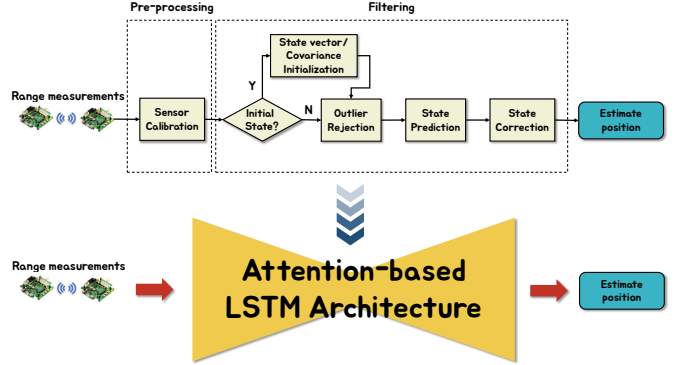 Pre-processing
Filtering
State vector/
Covariance
Initialization
Y
Range measurements
Sensor
Calibration
Initial
State?
N
Outlier
Rejection
State
Prediction
State
Correction
Estimate
position
Range measurements
Attention-based
LSTM Architecture
Estimate
position